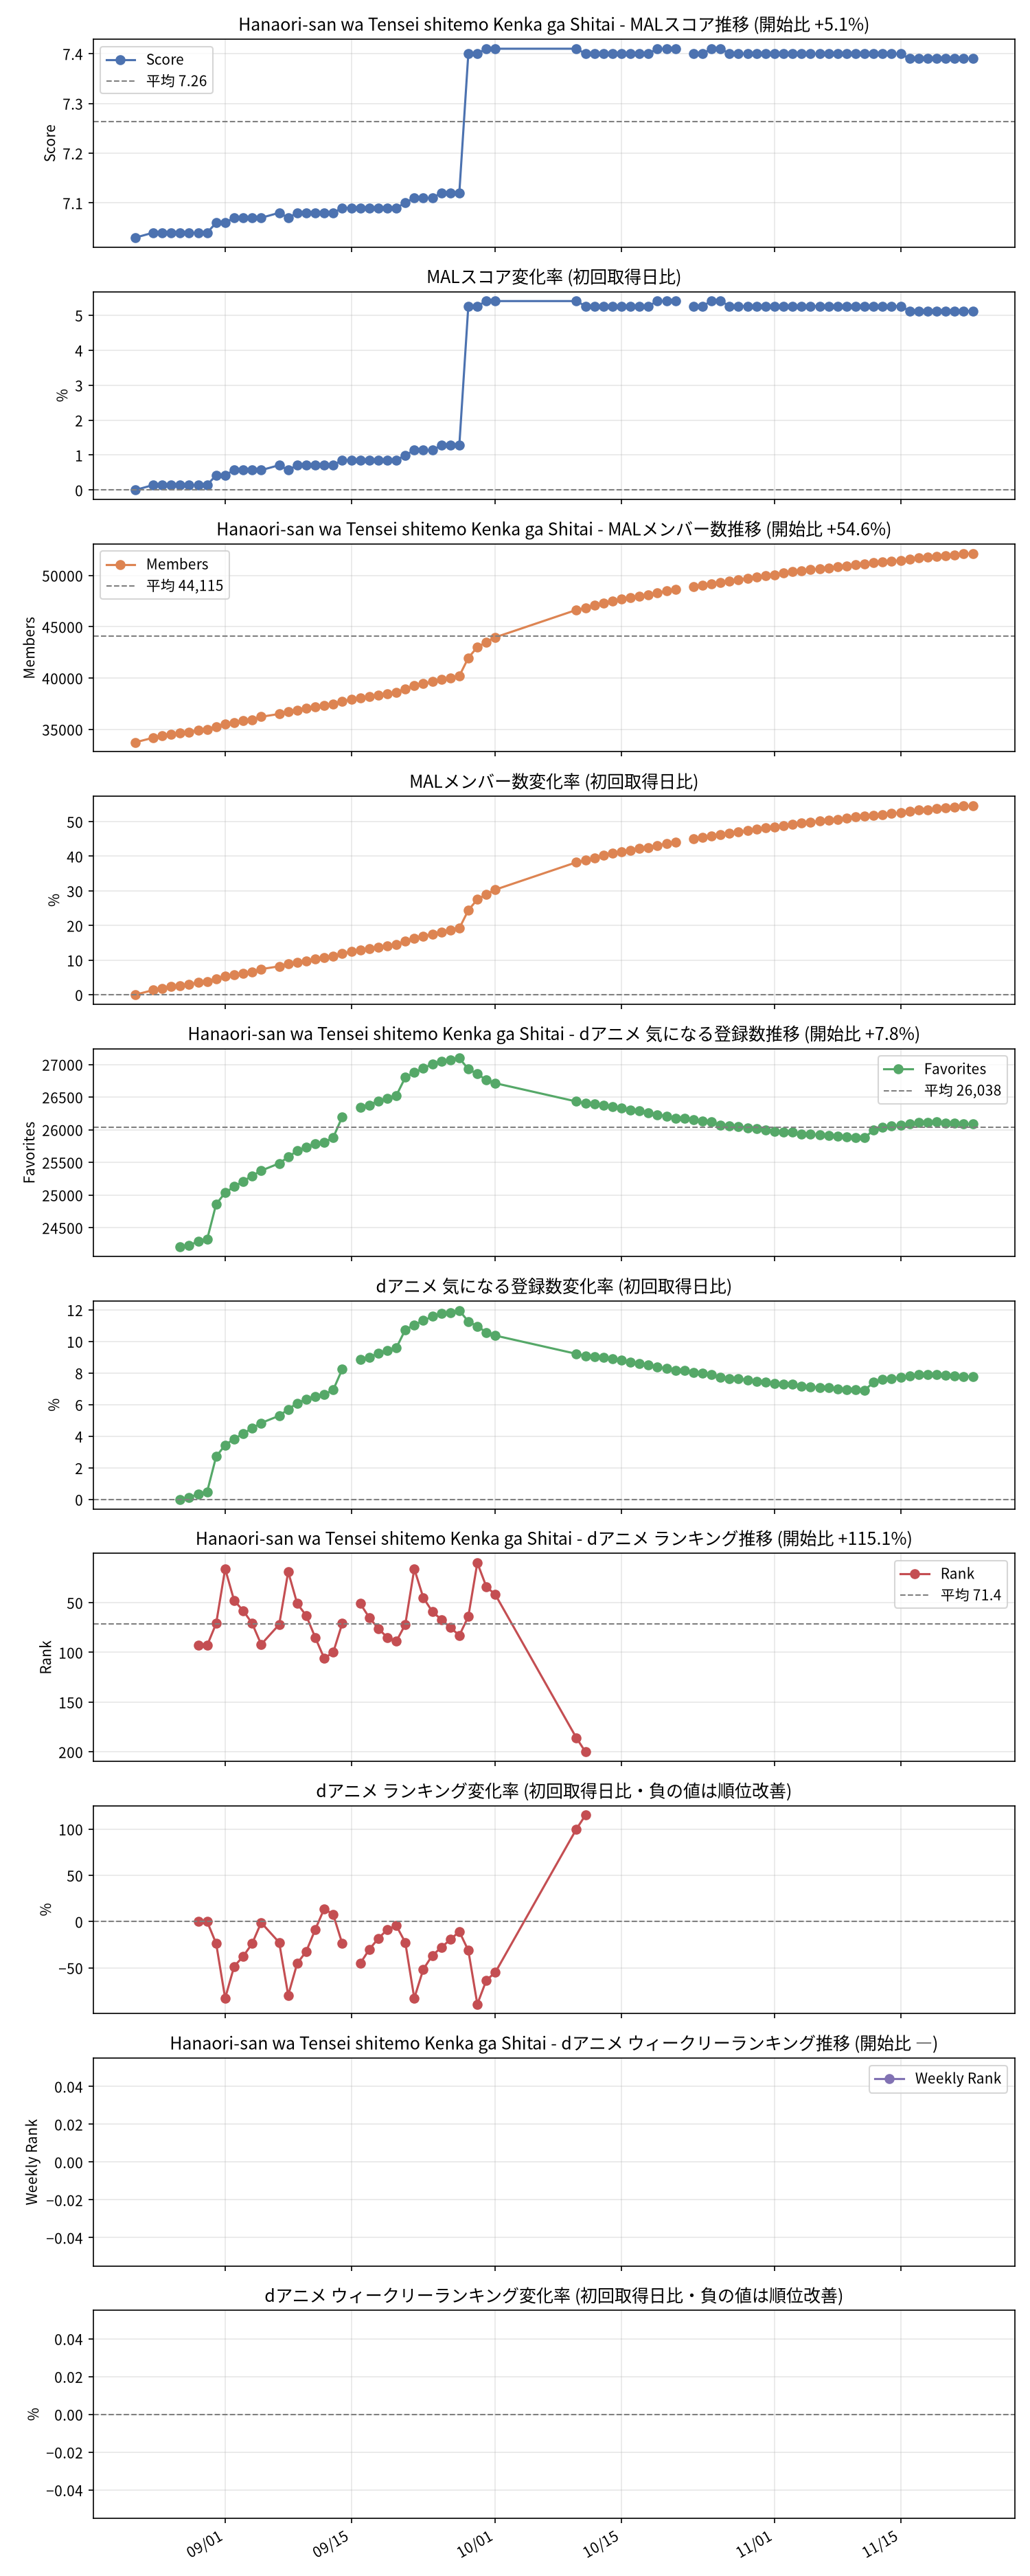 Hanaori-san wa Tensei shitemo Kenka ga Shitai - MALスコア推移 (開始比 +5.1%)
Score
平均 7.26
Score
7.4
7.3
7.2
7.1
MALスコア変化率 (初回取得日比)
%
5
4
3
2
1
0
Hanaori-san wa Tensei shitemo Kenka ga Shitai - MALメンバー数推移 (開始比 +54.6%)
Members
平均 44,115
Members
50000
45000
40000
35000
MALメンバー数変化率 (初回取得日比)
%
50
40
30
20
10
0
Hanaori-san wa Tensei shitemo Kenka ga Shitai - dアニメ 気になる登録数推移 (開始比 +7.8%)
Favorites
平均 26,038
Favorites
27000
26500
26000
25500
25000
24500
dアニメ 気になる登録数変化率 (初回取得日比)
%
12
10
8
6
4
2
0
Hanaori-san wa Tensei shitemo Kenka ga Shitai - dアニメ ランキング推移 (開始比 +115.1%)
Rank
平均 71.4
Rank
50
100
150
200
dアニメ ランキング変化率 (初回取得日比・負の値は順位改善)
%
100
50
0
−50
Hanaori-san wa Tensei shitemo Kenka ga Shitai - dアニメ ウィークリーランキング推移 (開始比 —)
Weekly Rank
Weekly Rank
0.04
0.02
0.00
−0.02
−0.04
dアニメ ウィークリーランキング変化率 (初回取得日比・負の値は順位改善)
%
0.04
0.02
0.00
−0.02
−0.04
09/01
09/15
10/01
10/15
11/01
11/15